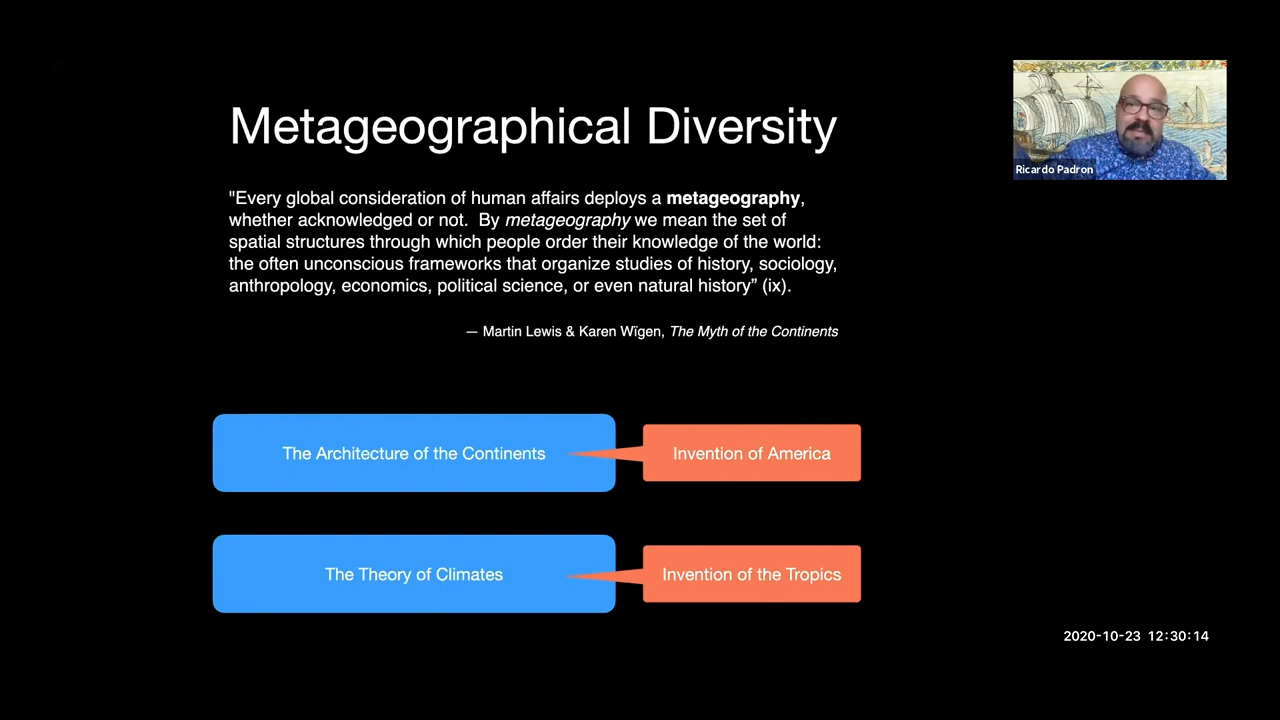 Metageographical Diversity
Ricardo Padron
"Every global consideration of human affairs deploys a metageography,
whether acknowledged or not.  By metageography we mean the set of
spatial structures through which people order their knowledge of the world:
the often unconscious frameworks that organize studies of history, sociology,
anthropology, economics, political science, or even natural history” (ix).
— Martin Lewis & Karen Wïgen, The Myth of the Continents
The Architecture of the Continents
Invention of America
The Theory of Climates
Invention of the Tropics
2020-10-23 12:30:14